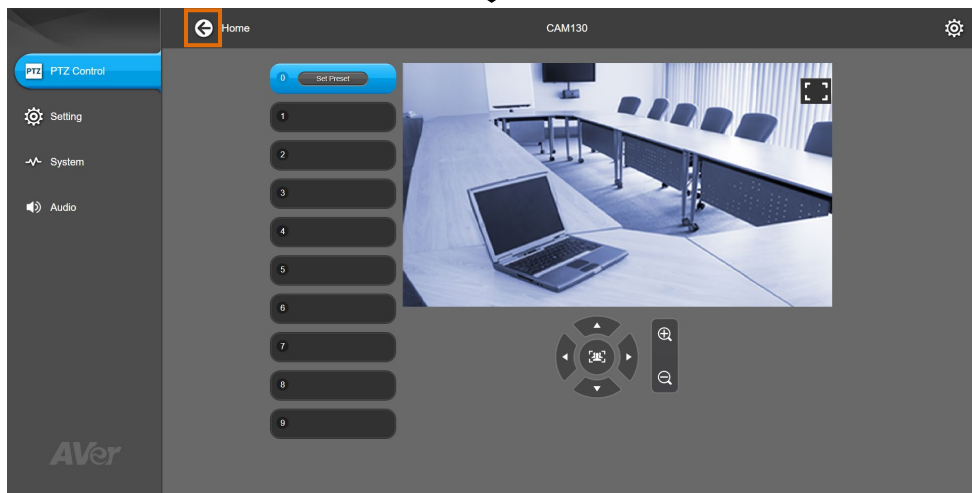 Home
CAM130
PTZ PTZ Control
Setting
System
Audio
0 Set Preset
1
2
3
4
5
6
7
8
9
AVer